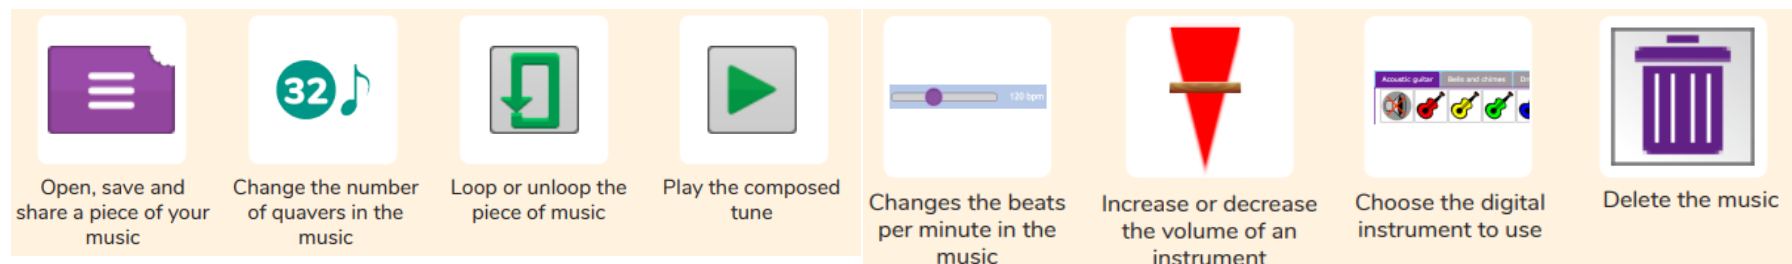 32
120 bpm
Acoustic guitar Bells and chimes Dr
Open, save and
share a piece of your
music
Change the number
of quavers in the
music
Loop or unloop the
piece of music
Play the composed
tune
Changes the beats
per minute in the
music
Increase or decrease
the volume of an
instrument
Choose the digital
instrument to use
Delete the music